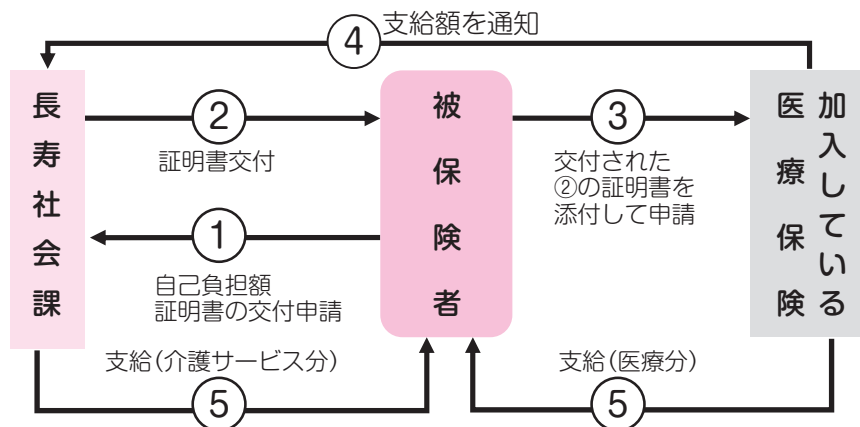 ④
支給額を通知
長寿社会課
②
証明書交付
被保険者
③
交付された
②の証明書を
添付して申請
加入している
医療保険
①
自己負担額
証明書の交付申請
支給(介護サービス分)
⑤
支給(医療分)
⑤